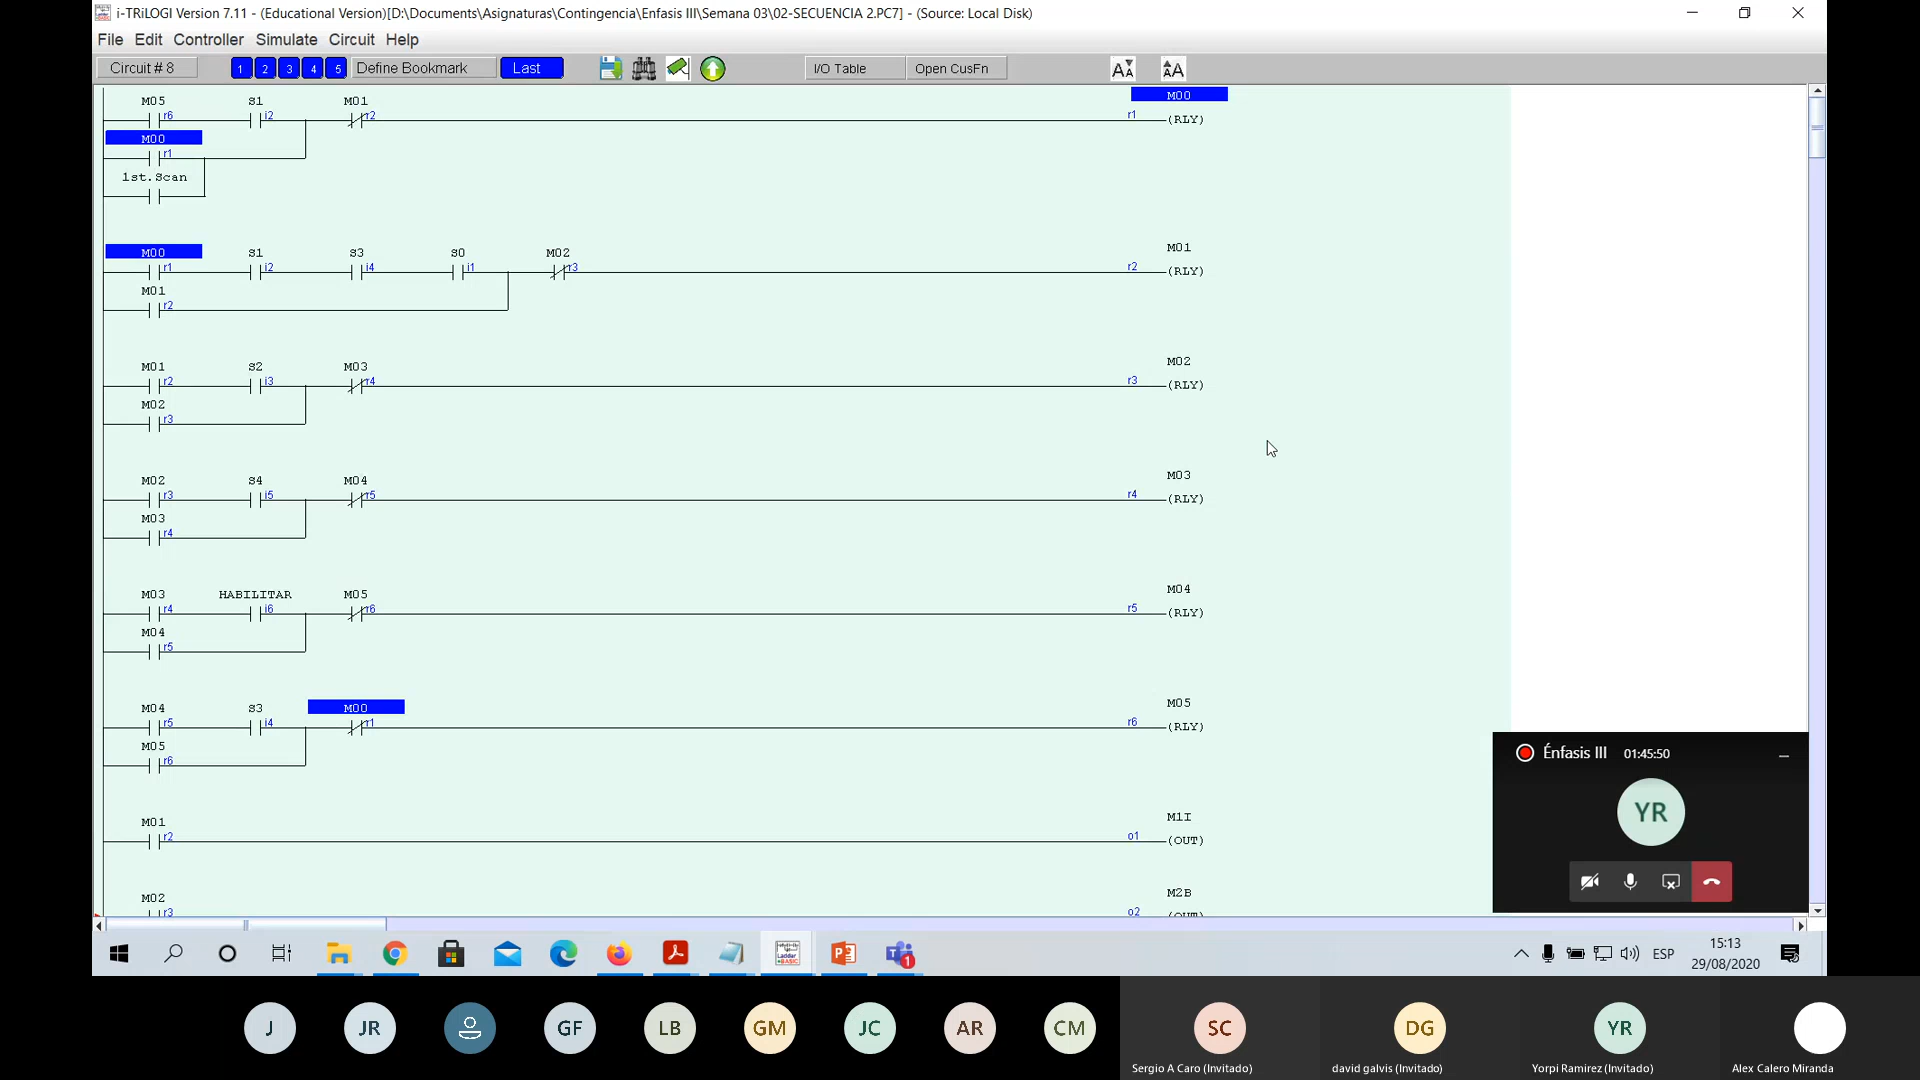 i-TRiLOGI Version 7.11 - (Educational Version)[D:\Documents\Asignaturas\Contingencia\Enfasis III\Semana 03\02-SECUENCIA 2.PC7] - (Source: Local Disk)
File Edit Controller Simulate Circuit Help
Circuit # 8 1 2 3 4 5 Define Bookmark Last I/O Table Open CusFn AA AA
M05 S1 M01 M00
r6 i2 r2 r1 (RLY)
M00
r1
1st.Scan
M00 S1 S3 S0 M02 M01
r1 i2 i4 i1 r3 r2 (RLY)
M01
r2
M01 S2 M03 M02
r2 i3 r4 r3 (RLY)
M02
r3
M02 S4 M04 M03
r3 i5 r5 r4 (RLY)
M03
r4
M03 HABILITAR M05 M04
r4 i6 r6 r5 (RLY)
M04
r5
M04 S3 M00 M05
r5 i4 r1 r6 (RLY)
M05
r6
M01 M1I
r2 o1 (OUT)
M02 M2B
r3 o2 (OUT)
Énfasis III 01:45:50
YR
Ladder
+BASIC
1
ESP
15:13
29/08/2020
J JR GF LB GM JC AR CM SC DG YR
Sergio A Caro (Invitado) david galvis (Invitado) Yorpi Ramirez (Invitado) Alex Calero Miranda